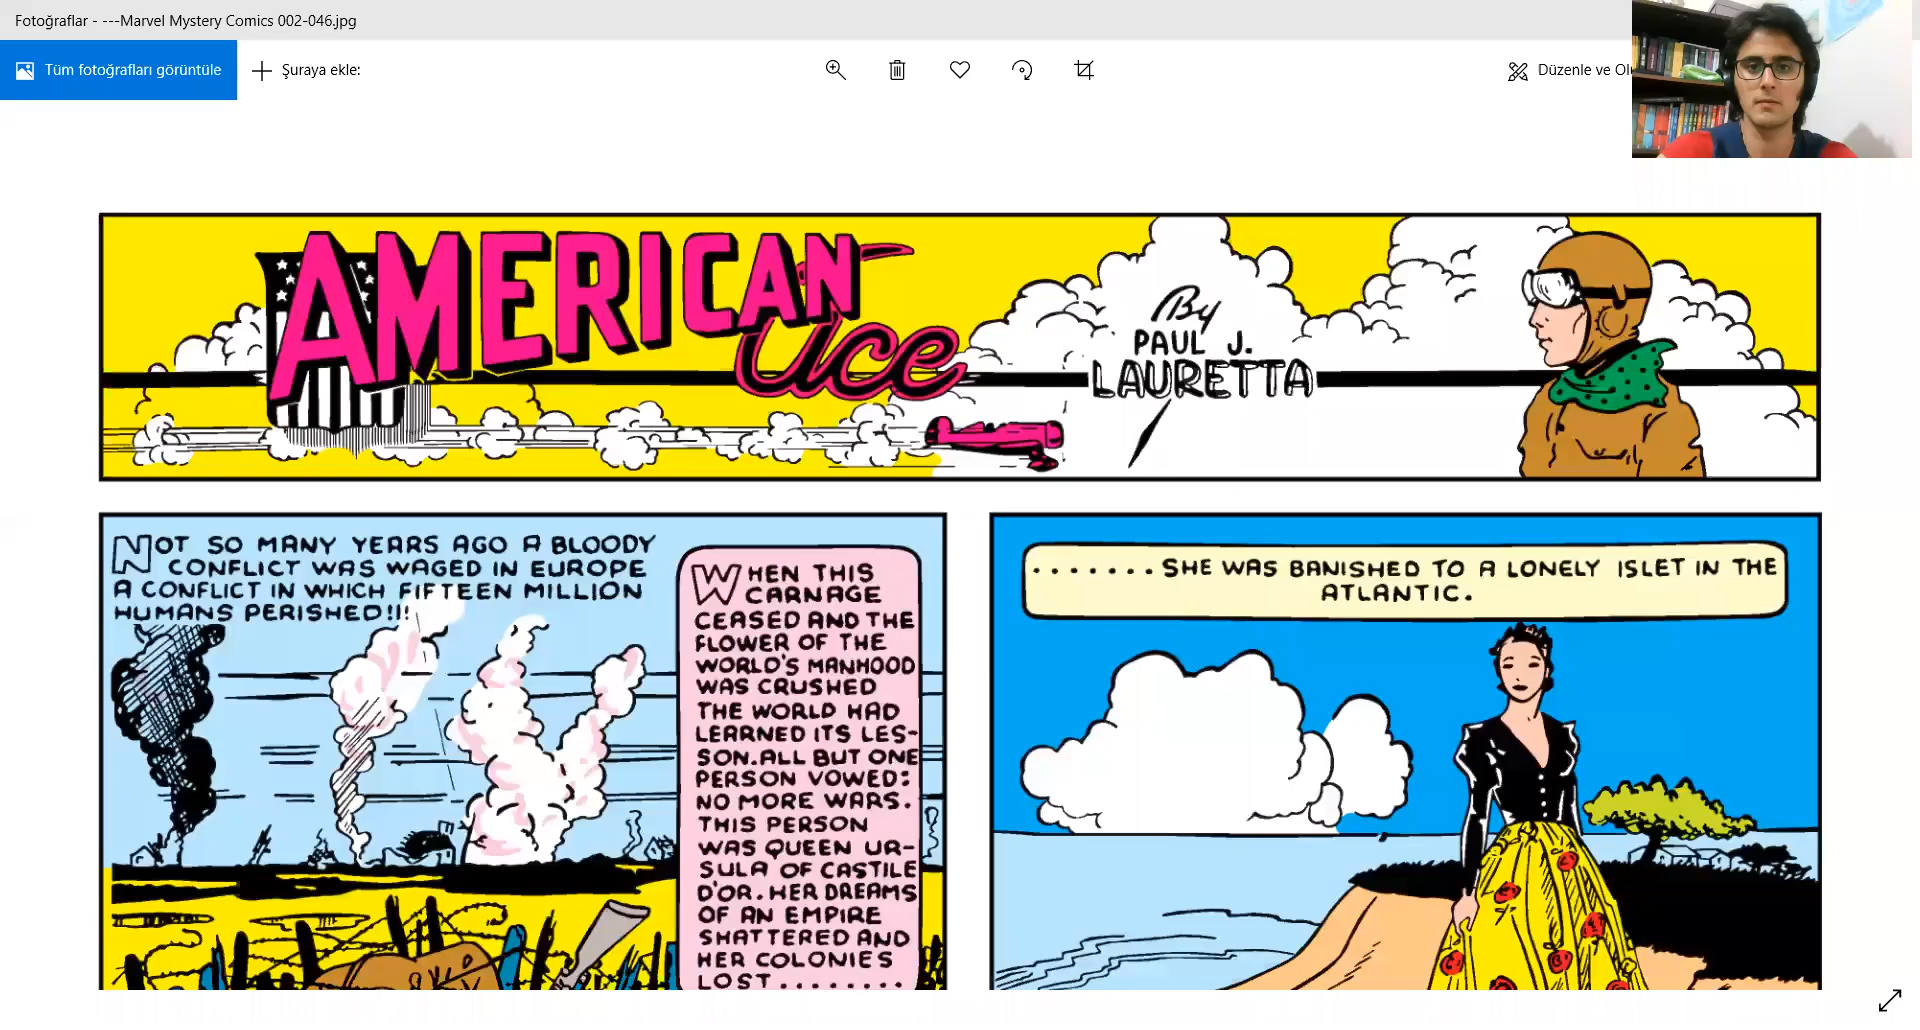 Fotoğraflar - ---Marvel Mystery Comics 002-046.jpg
Tüm fotoğrafları görüntüle
Şuraya ekle:
Düzenle ve
AMERICAN
Ace
By
PAUL J.
LAURETTA
NOT SO MANY YEARS AGO A BLOODY
CONFLICT WAS WAGED IN EUROPE
A CONFLICT IN WHICH FIFTEEN MILLION
HUMANS PERISHED!!!
WHEN THIS
CARNAGE
CEASED AND THE
FLOWER OF THE
WORLD'S MANHOOD
WAS CRUSHED
THE WORLD HAD
LEARNED ITS LES-
SON. ALL BUT ONE
PERSON VOWED:
NO MORE WARS.
THIS PERSON
WAS QUEEN UR-
SULA OF CASTILE
D'OR. HER DREAMS
OF AN EMPIRE
SHATTERED AND
HER COLONIES
LOST........
.......SHE WAS BANISHED TO A LONELY ISLET IN THE
ATLANTIC.